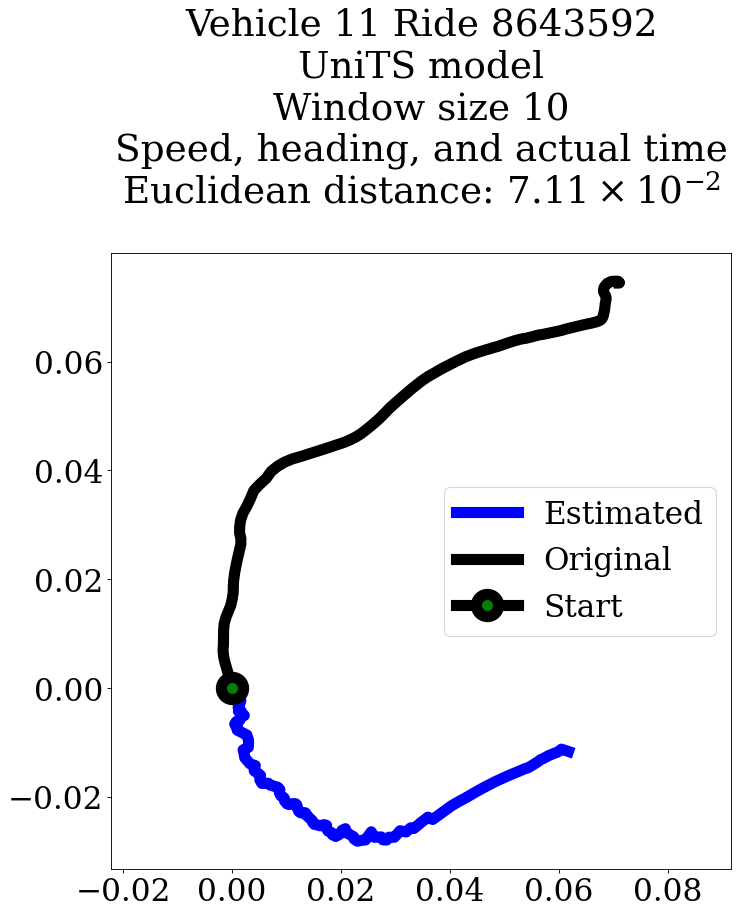 Vehicle 11 Ride 8643592
UniTS model
Window size 10
Speed, heading, and actual time
Euclidean distance: 7.11 × 10⁻²
0.06
0.04
0.02
0.00
−0.02
Estimated
Original
Start
−0.02 0.00 0.02 0.04 0.06 0.08